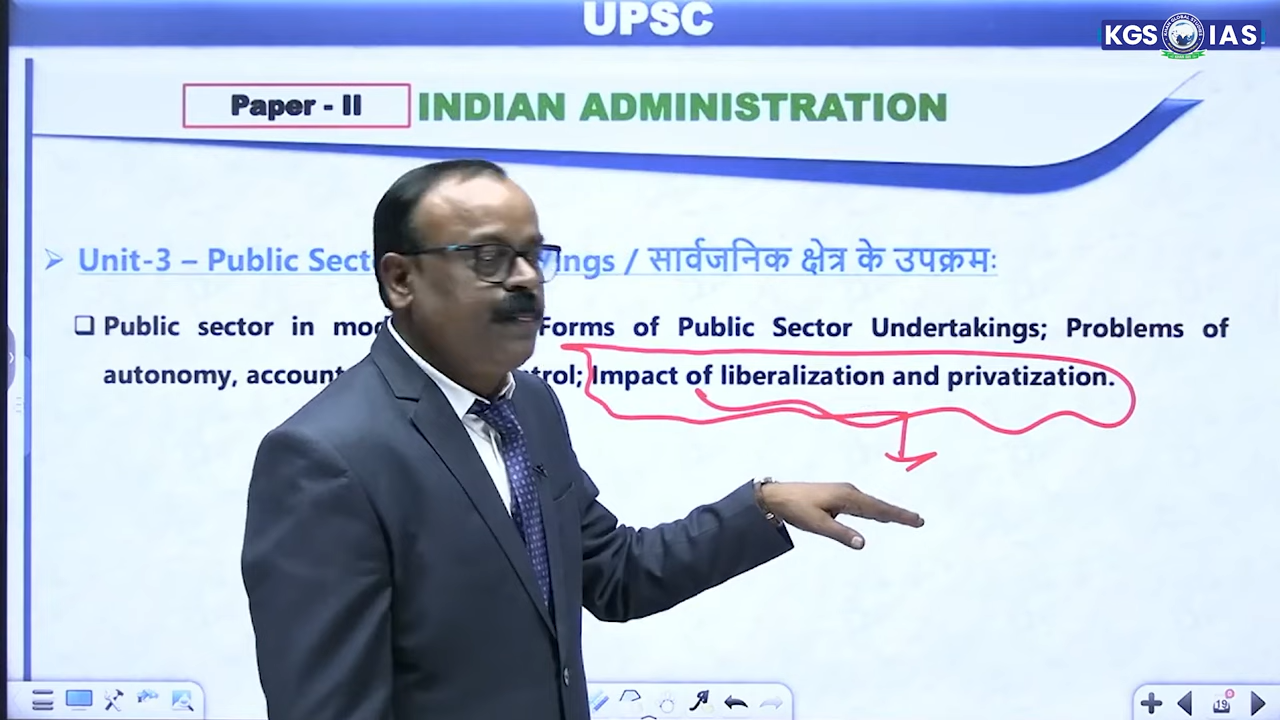 UPSC
KGS IAS
Paper - II INDIAN ADMINISTRATION
Unit-3 – Public Sect ings / सार्वजनिक क्षेत्र के उपक्रमः
Public sector in mod Forms of Public Sector Undertakings; Problems of
autonomy, account trol; Impact of liberalization and privatization.
19